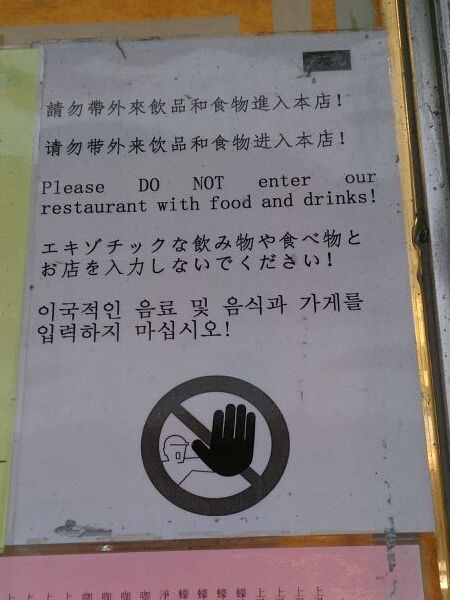 請勿帶外來飲品和食物進入本店!
请勿带外来饮品和食物进入本店!
Please DO NOT enter our
restaurant with food and drinks!
エキゾチックな飲み物や食べ物と
お店を入力しないでください!
이국적인 음료 및 음식과 가게를
입력하지 마십시오!